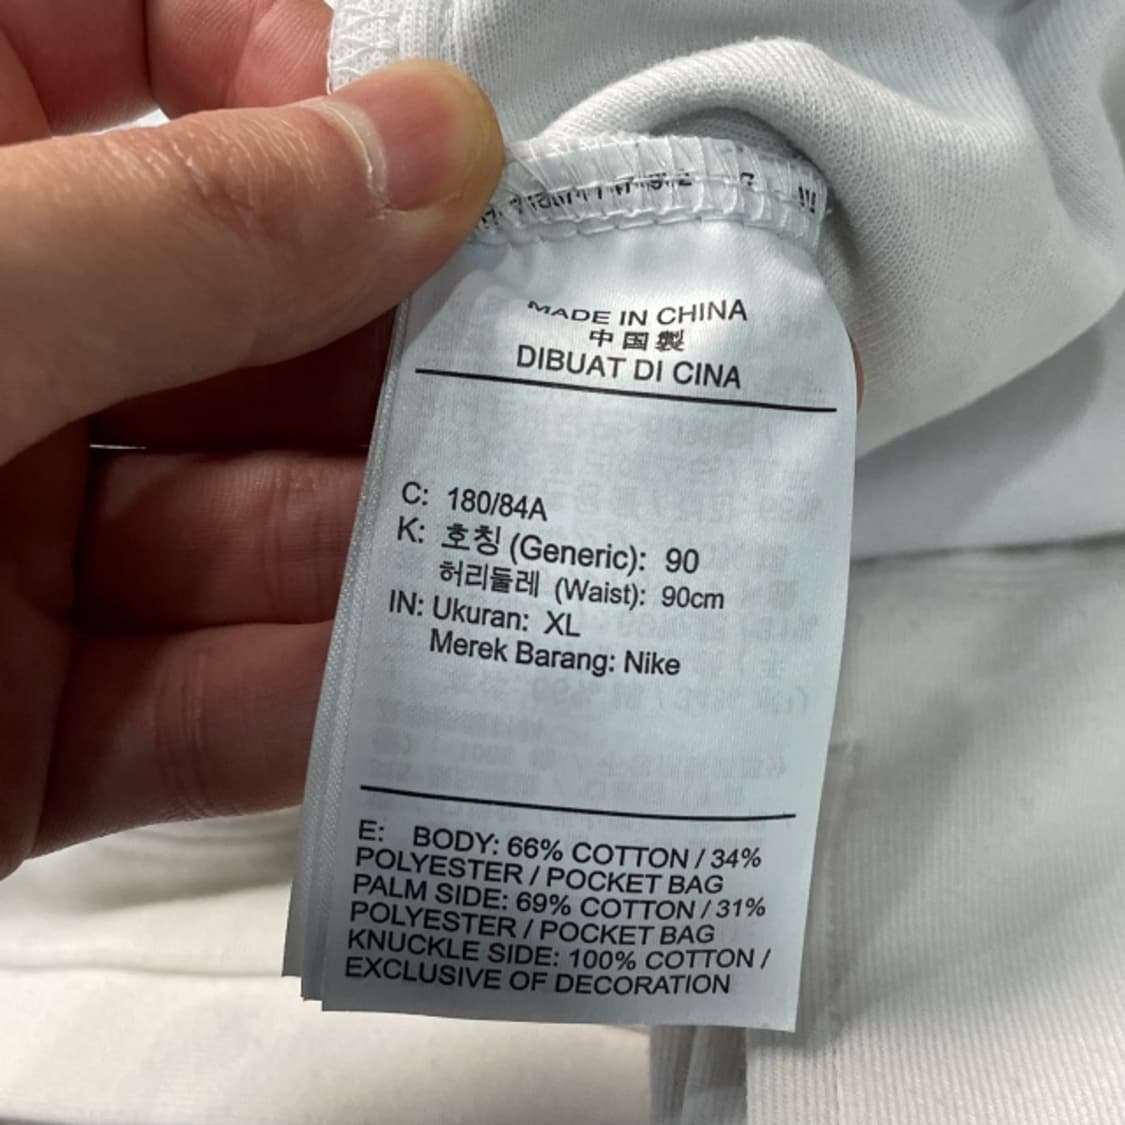 MADE IN CHINA
中国製
DIBUAT DI CINA
C: 180/84A
K: 호칭 (Generic): 90
허리둘레 (Waist): 90cm
IN: Ukuran: XL
Merek Barang: Nike
E: BODY: 66% COTTON / 34%
POLYESTER / POCKET BAG
PALM SIDE: 69% COTTON / 31%
POLYESTER / POCKET BAG
KNUCKLE SIDE: 100% COTTON /
EXCLUSIVE OF DECORATION